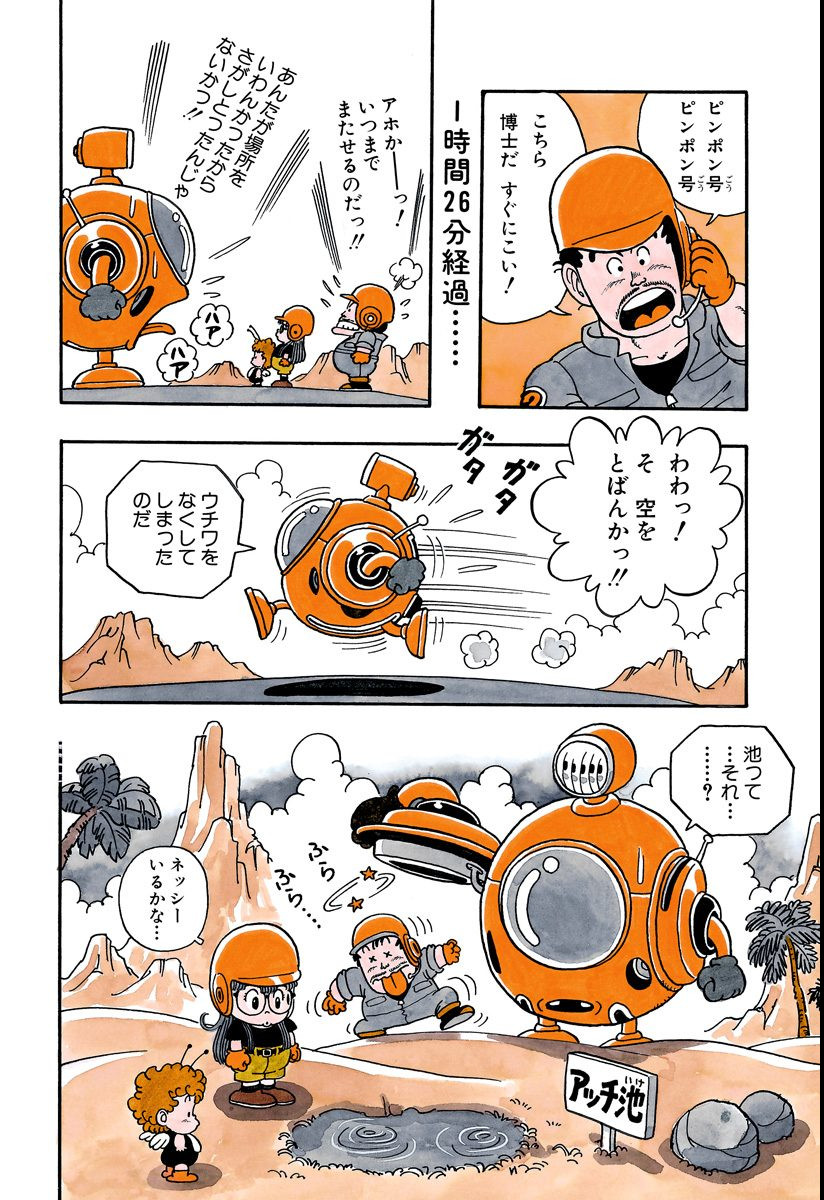 ピンポン号
ピンポン号
ごう
ごう
こちら
博士だ すぐにこい!
1時間26分経過……
アホかーっ!
いつまで
またせるのだっ!!
あんたが場所を
いわんかったから
さがしとったんじゃ
ないかっ!!
ハア
ハア
わわっ!
そ 空を
とばんかっ!!
ガタ
ガタ
ウチワを
なくして
しまった
のだ
池って
…それ…
……?
ふら
ふら…
ネッシー
いるかな…
アッチ池
いけ